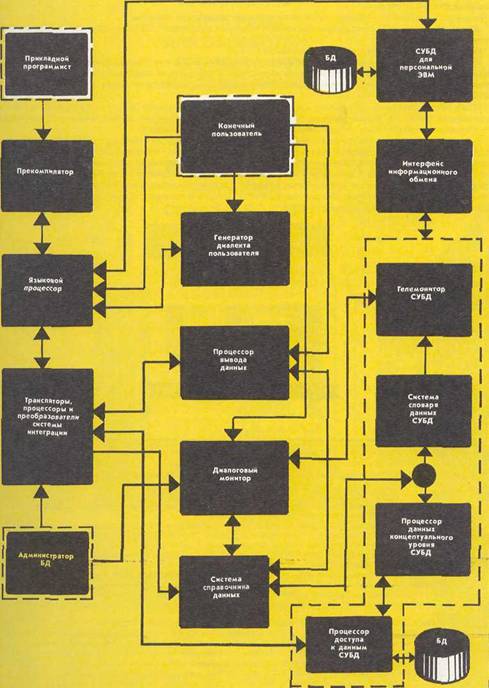 Прикладной
программист
БД
СУБД
для
персональной
ЭВМ
Конечный
пользователь
Прекомпилятор
Интерфейс
информационного
обмена
Генератор
диалекта
пользователя
Языковой
процессор
Телемонитор
СУБД
Процессор
вывода
данных
Трансляторы,
процессоры и
преобразователи
системы
интеграции
Система
словаря
данных
СУБД
Диалоговый
монитор
Процессор
данных
концептуального
уровня
СУБД
Администратор
БД
Система
справочника
данных
Процессор
доступа
к данным
СУБД
БД